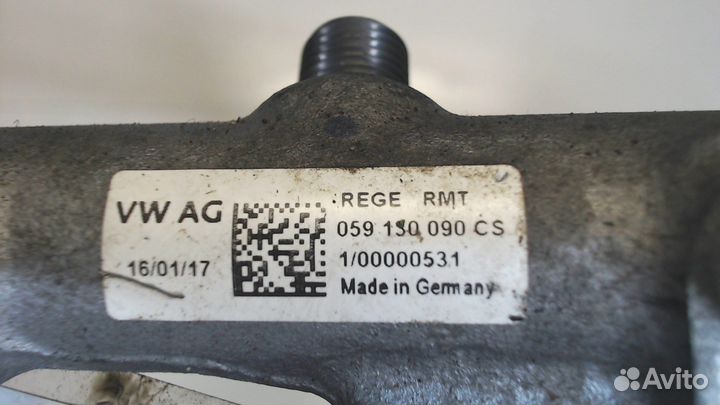 VW AG
16/01/17
REGE RMT
059 130 090 CS
1/00000531
Made in Germany
Avito